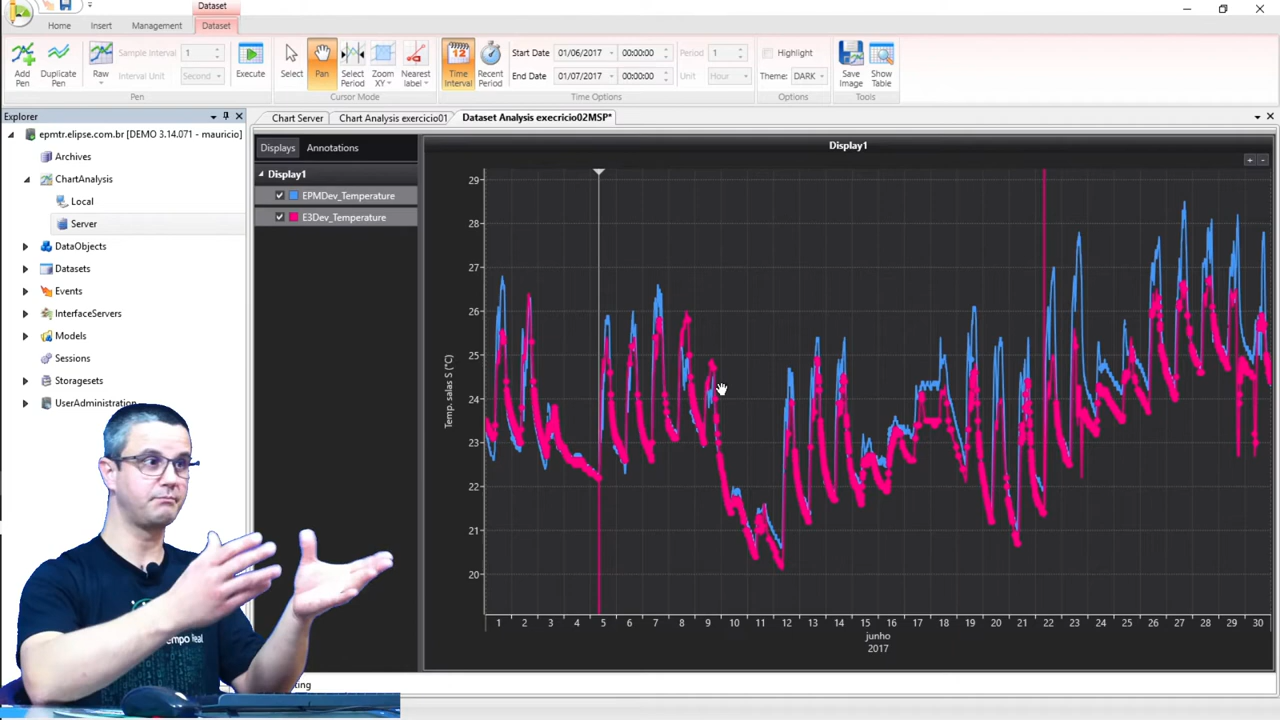 Dataset
Home Insert Management Dataset
Add Pen
Duplicate Pen
Raw
Sample Interval 1
Interval Unit Second
Execute
Pen
Select
Pan
Select Period
Zoom XY
Nearest label
Cursor Mode
12
Time Interval
Recent Period
Start Date 01/06/2017 00:00:00
End Date 01/07/2017 00:00:00
Period 1
Unit Hour
Time Options
Highlight
Theme: DARK
Options
Save Image
Show Table
Tools
Explorer
epmtr.elipse.com.br [DEMO 3.14.071 - mauricio]
Archives
ChartAnalysis
Local
Server
DataObjects
Datasets
Events
InterfaceServers
Models
Sessions
Storagesets
UserAdministration
Chart Server Chart Analysis exercicio01 Dataset Analysis execricio02MSP*
Displays Annotations
Display1
EPMDev_Temperature
E3Dev_Temperature
Display1
+ -
Temp. salas S (°C)
29
28
27
26
25
24
23
22
21
20
1 2 3 4 5 6 7 8 9 10 11 12 13 14 15 16 17 18 19 20 21 22 23 24 25 26 27 28 29 30
junho
2017
empo Real